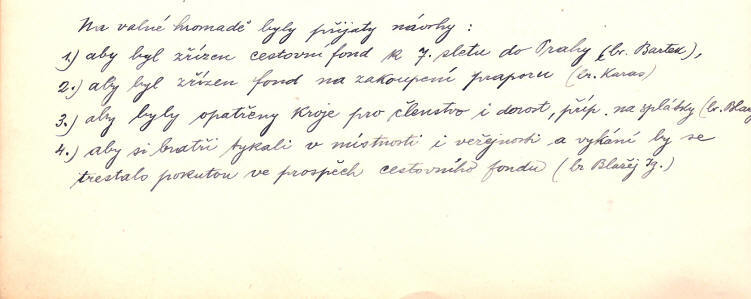 Na valné hromadě byly přijaty návrhy :
1.) aby byl zřízen cestovní fond k 7. sletu do Prahy (br. Bartek),
2.) aby byl zřízen fond na zakoupení praporu (br. Karas)
3.) aby byly opatřeny kroje pro členstvo i dorost, příp. na splátky (br. Blaž
4.) aby si bratři tykali v místnosti i veřejnosti a vykání by se
trestalo pokutou ve prospěch cestovního fondu (br Blažej Ig.)